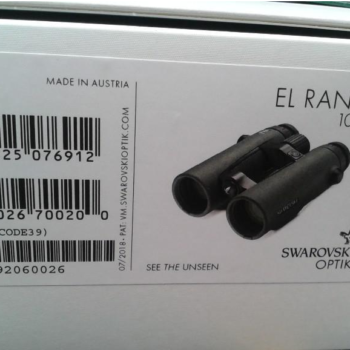 MADE IN AUSTRIA
EL RAN
10
25 076912
026 70020 0
CODE39)
92060026
07/2018 - PAT. VM.SWAROVSKIOPTIK.COM
SEE THE UNSEEN
SWAROVSK
OPTIK